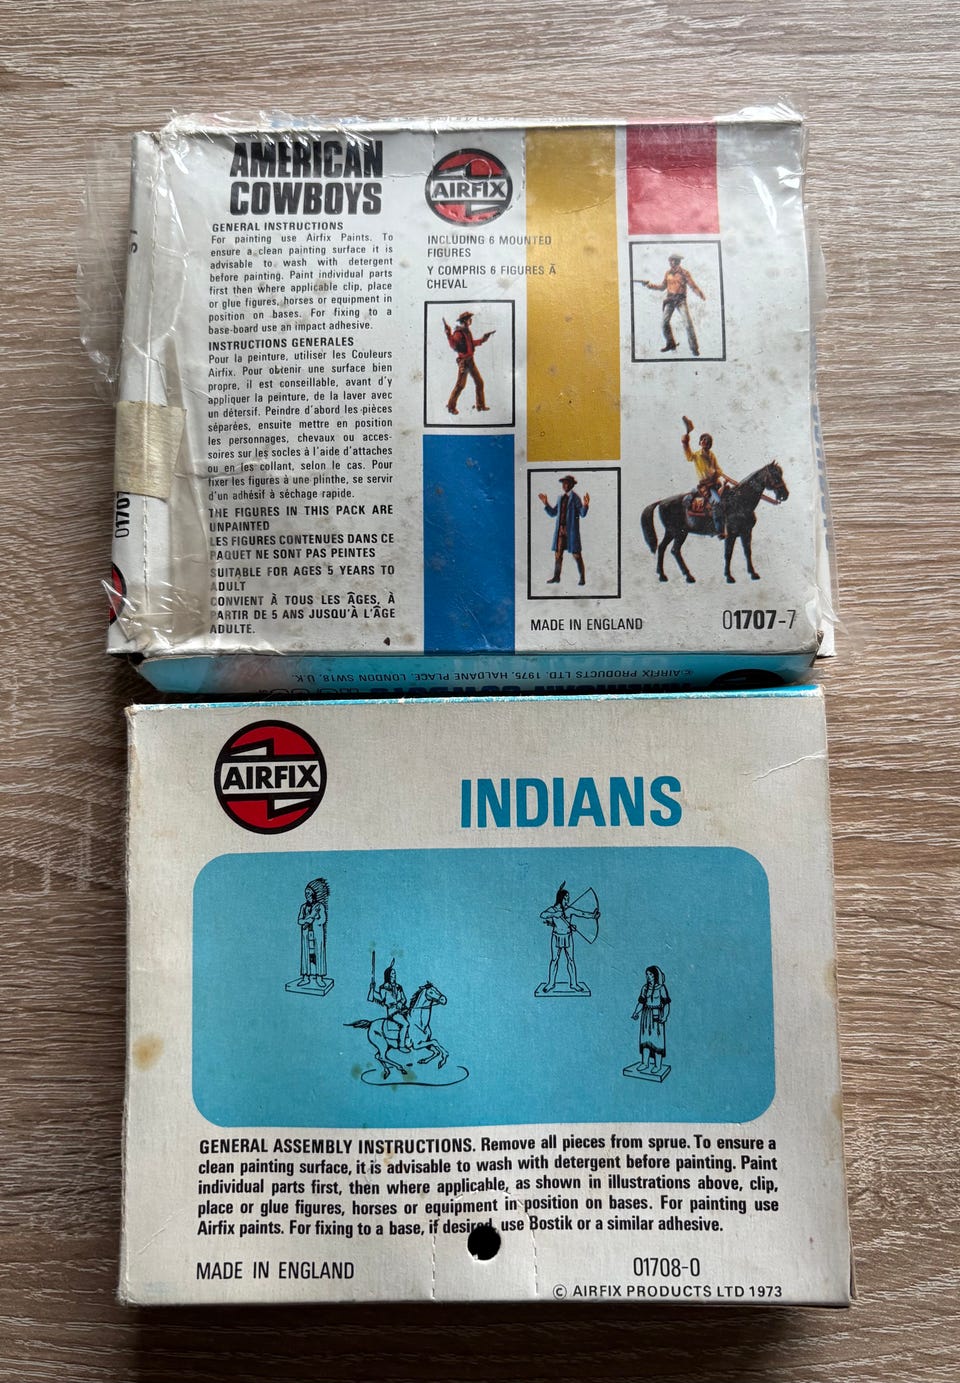 AMERICAN
COWBOYS
GENERAL INSTRUCTIONS
For painting use Airfix Paints. To
ensure a clean painting surface it is
advisable to wash with detergent
before painting. Paint individual parts
first then where applicable clip, place
or glue figures, horses or equipment in
position on bases. For fixing to a
base-board use an impact adhesive.
INSTRUCTIONS GENERALES
Pour la peinture, utiliser les Couleurs
Airfix. Pour obtenir une surface bien
propre, il est conseillable, avant d'y
appliquer la peinture, de la laver avec
un détersif. Peindre d'abord les pièces
séparées, ensuite mettre en position
les personnages, chevaux ou acces-
soires sur les socles à l'aide d'attaches
ou en les collant, selon le cas. Pour
fixer les figures à une plinthe, se servir
d'un adhésif à séchage rapide.
THE FIGURES IN THIS PACK ARE
UNPAINTED
LES FIGURES CONTENUES DANS CE
PAQUET NE SONT PAS PEINTES
SUITABLE FOR AGES 5 YEARS TO
ADULT
CONVIENT À TOUS LES ÂGES, À
PARTIR DE 5 ANS JUSQU'À L'ÂGE
ADULTE.
AIRFIX
INCLUDING 6 MOUNTED
FIGURES
Y COMPRIS 6 FIGURES À
CHEVAL
MADE IN ENGLAND
01707-7
01707
©AIRFIX PRODUCTS LTD. 1975, HALDANE PLACE, LONDON SW18, U.K.
AIRFIX
INDIANS
GENERAL ASSEMBLY INSTRUCTIONS. Remove all pieces from sprue. To ensure a
clean painting surface, it is advisable to wash with detergent before painting. Paint
individual parts first, then where applicable, as shown in illustrations above, clip,
place or glue figures, horses or equipment in position on bases. For painting use
Airfix paints. For fixing to a base, if desired, use Bostik or a similar adhesive.
MADE IN ENGLAND
01708-0
© AIRFIX PRODUCTS LTD 1973